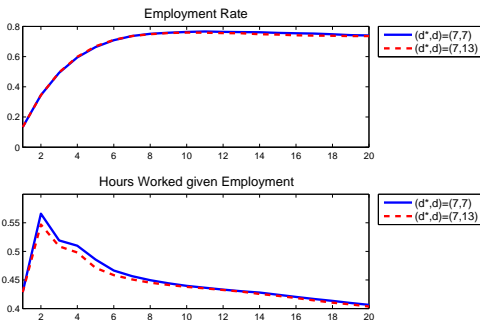 Employment Rate
0.8
0.6
0.4
0.2
0
2 4 6 8 10 12 14 16 18 20
(d*,d)=(7,7)
(d*,d)=(7,13)
Hours Worked given Employment
0.55
0.5
0.45
0.4
2 4 6 8 10 12 14 16 18 20
(d*,d)=(7,7)
(d*,d)=(7,13)